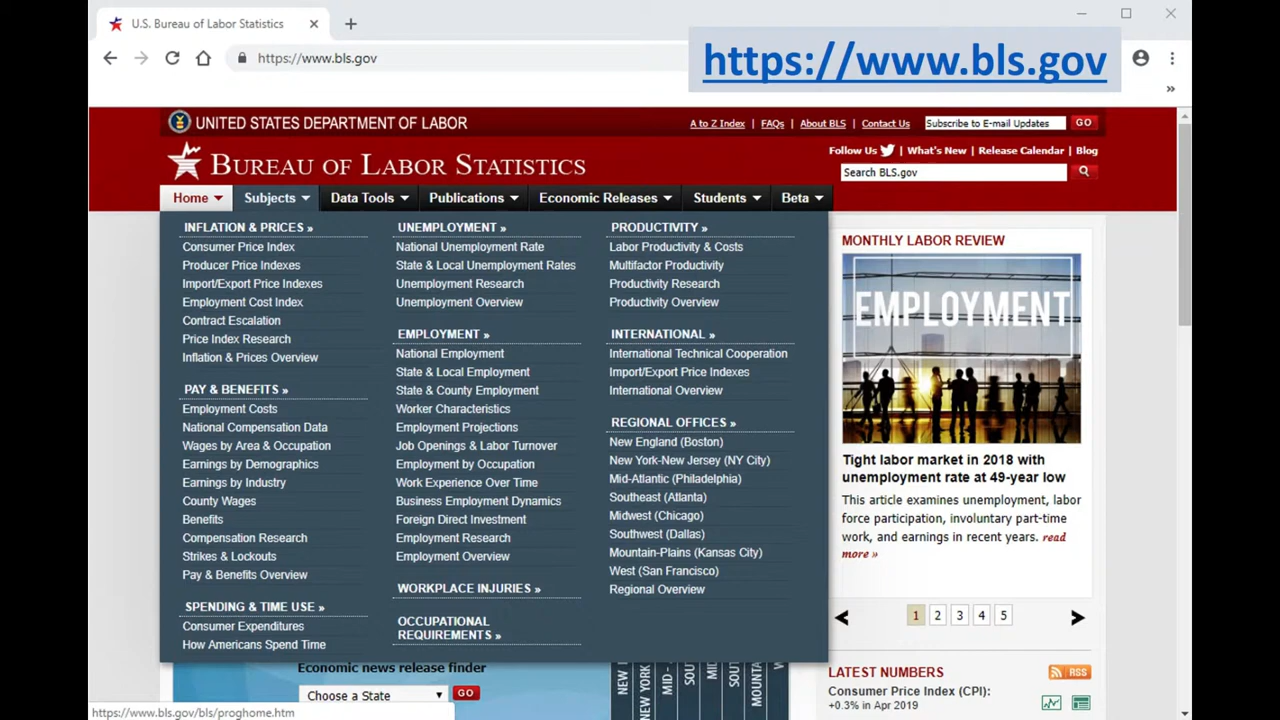 U.S. Bureau of Labor Statistics
https://www.bls.gov
https://www.bls.gov
UNITED STATES DEPARTMENT OF LABOR
A to Z Index | FAQs | About BLS | Contact Us
Subscribe to E-mail Updates GO
BUREAU OF LABOR STATISTICS
Follow Us | What's New | Release Calendar | Blog
Search BLS.gov
Home Subjects Data Tools Publications Economic Releases Students Beta
INFLATION & PRICES »
Consumer Price Index
Producer Price Indexes
Import/Export Price Indexes
Employment Cost Index
Contract Escalation
Price Index Research
Inflation & Prices Overview
PAY & BENEFITS »
Employment Costs
National Compensation Data
Wages by Area & Occupation
Earnings by Demographics
Earnings by Industry
County Wages
Benefits
Compensation Research
Strikes & Lockouts
Pay & Benefits Overview
SPENDING & TIME USE »
Consumer Expenditures
How Americans Spend Time
UNEMPLOYMENT »
National Unemployment Rate
State & Local Unemployment Rates
Unemployment Research
Unemployment Overview
EMPLOYMENT »
National Employment
State & Local Employment
State & County Employment
Worker Characteristics
Employment Projections
Job Openings & Labor Turnover
Employment by Occupation
Work Experience Over Time
Business Employment Dynamics
Foreign Direct Investment
Employment Research
Employment Overview
WORKPLACE INJURIES »
OCCUPATIONAL
REQUIREMENTS »
PRODUCTIVITY »
Labor Productivity & Costs
Multifactor Productivity
Productivity Research
Productivity Overview
INTERNATIONAL »
International Technical Cooperation
Import/Export Price Indexes
International Overview
REGIONAL OFFICES »
New England (Boston)
New York-New Jersey (NY City)
Mid-Atlantic (Philadelphia)
Southeast (Atlanta)
Midwest (Chicago)
Southwest (Dallas)
Mountain-Plains (Kansas City)
West (San Francisco)
Regional Overview
MONTHLY LABOR REVIEW
EMPLOYMENT
Tight labor market in 2018 with
unemployment rate at 49-year low
This article examines unemployment, labor
force participation, involuntary part-time
work, and earnings in recent years. read
more »
1 2 3 4 5
LATEST NUMBERS
RSS
Consumer Price Index (CPI):
+0.3% in Apr 2019
Economic news release finder
Choose a State GO
NEW YORK
MID -
https://www.bls.gov/bls/proghome.htm